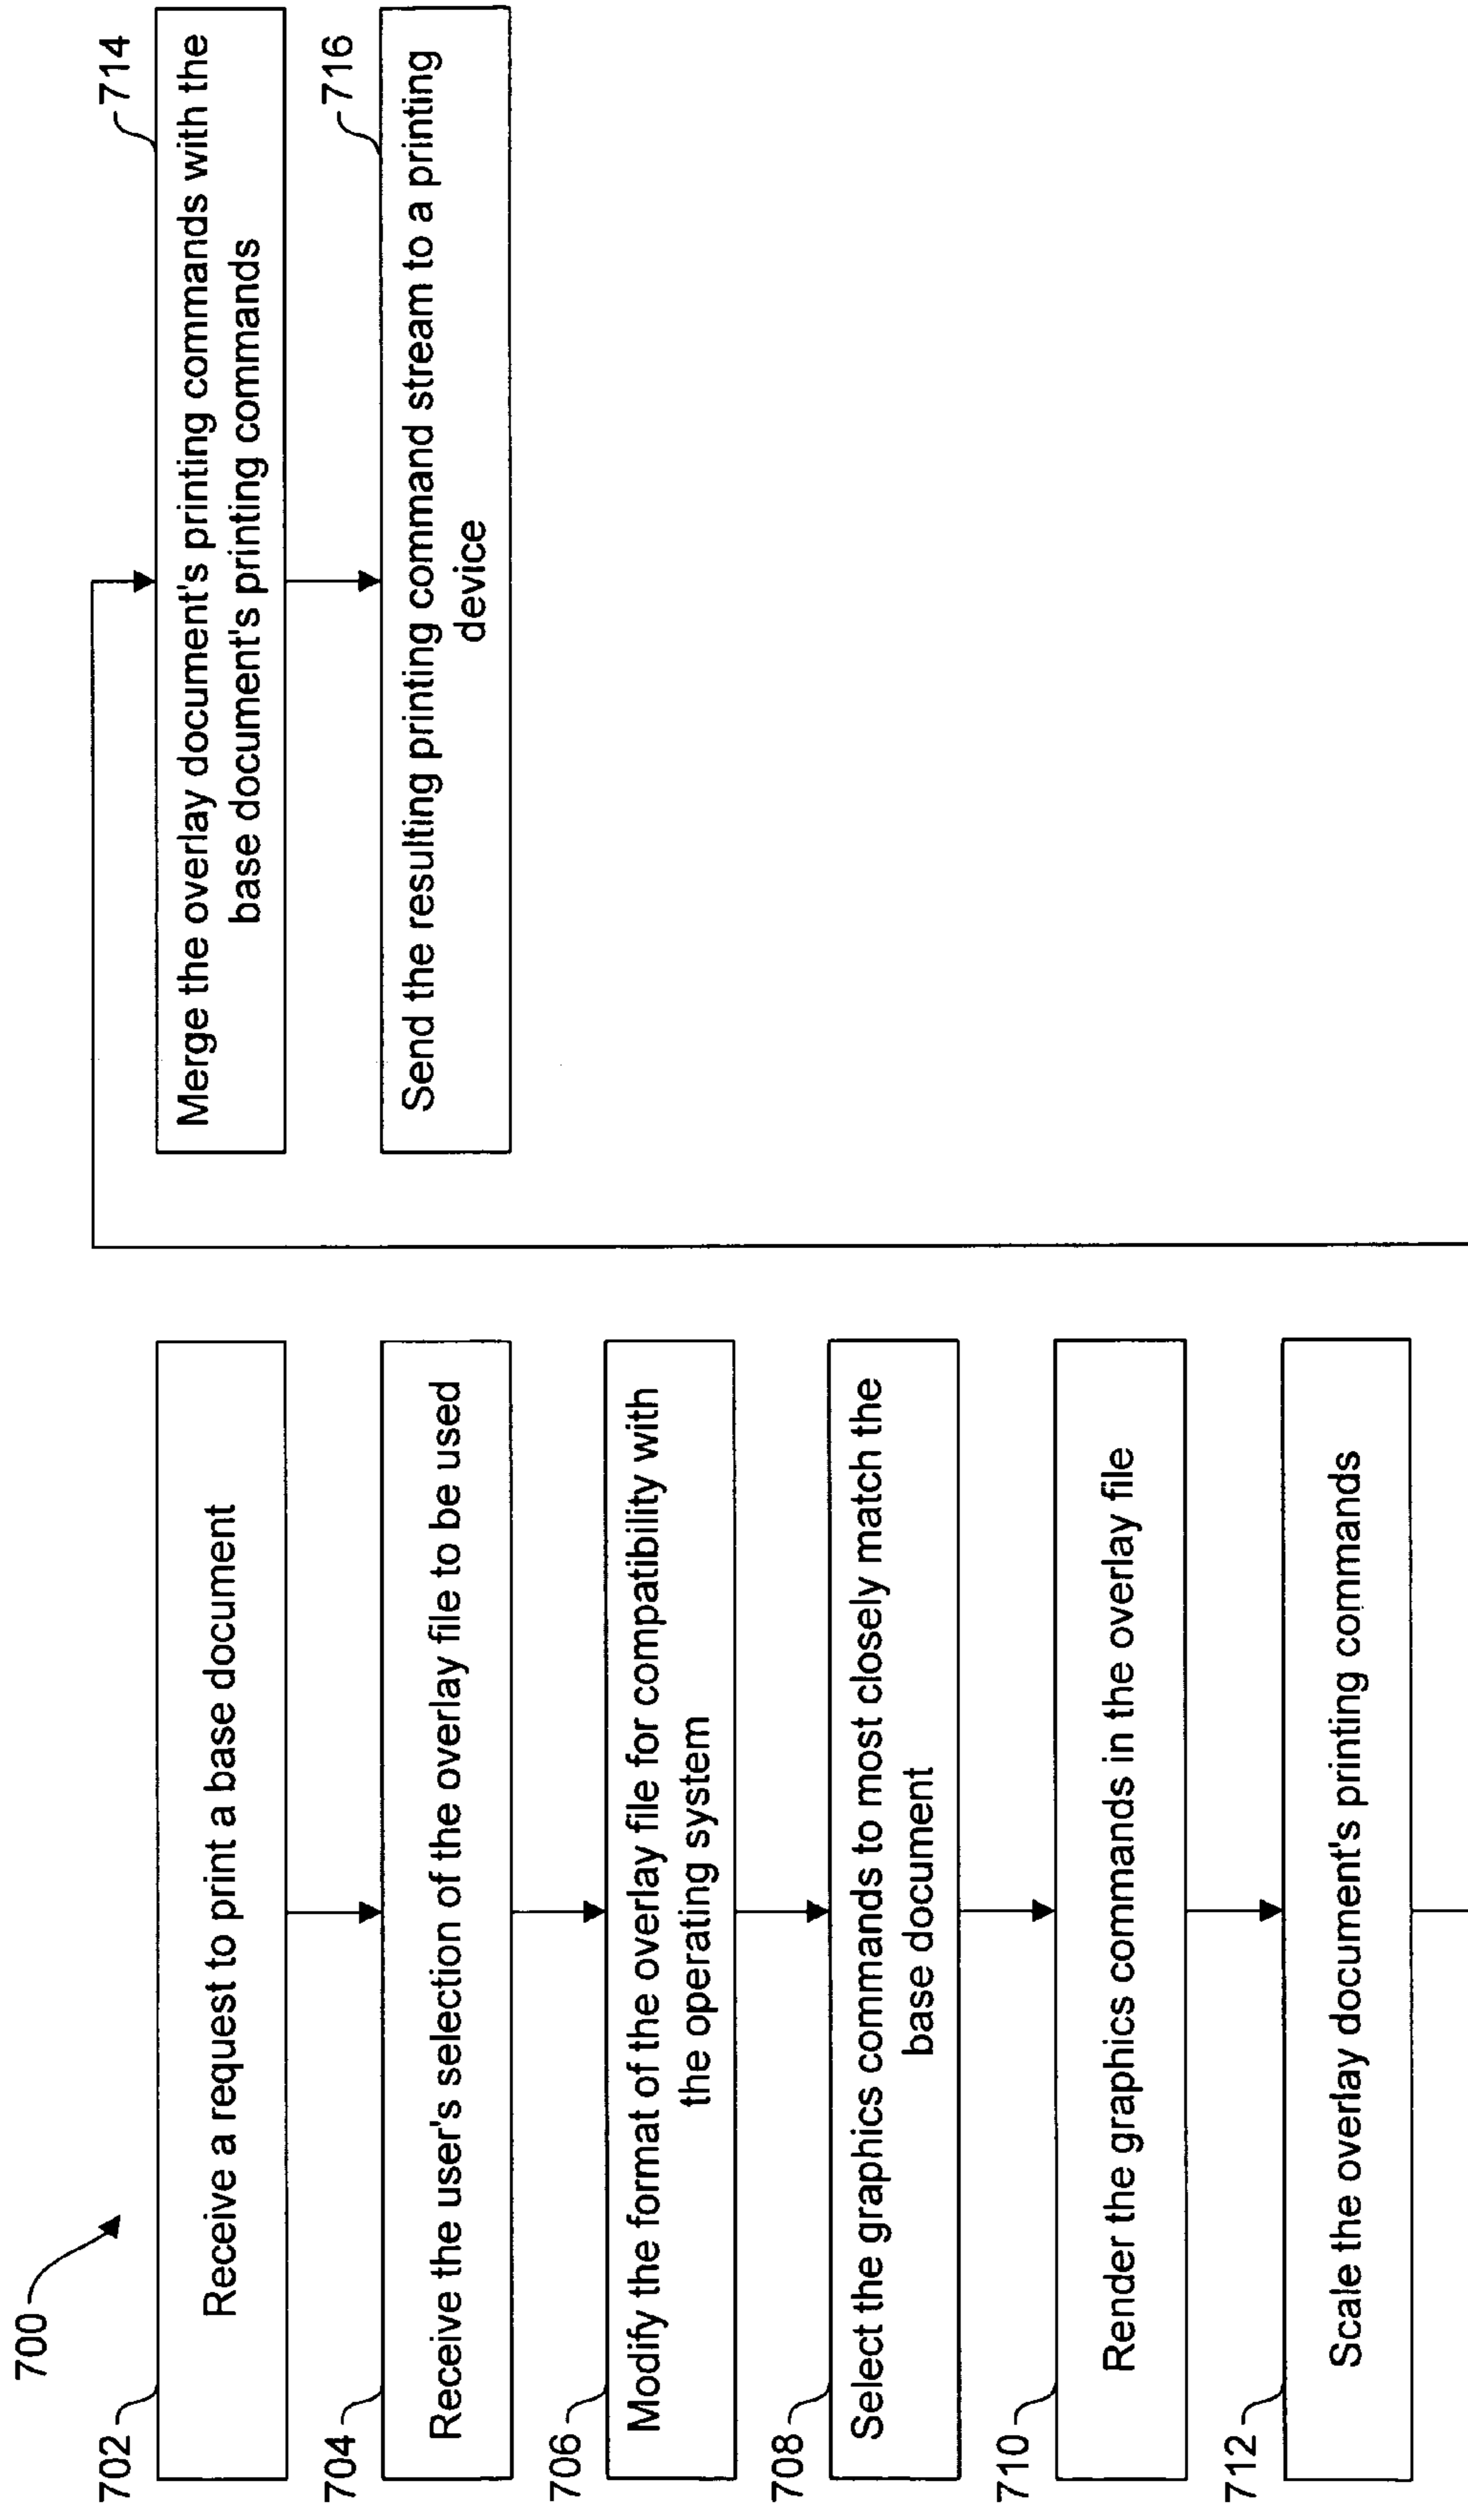 700
702
Receive a request to print a base document
704
Receive the user's selection of the overlay file to be used
706
Modify the format of the overlay file for compatibility with
the operating system
708
Select the graphics commands to most closely match the
base document
710
Render the graphics commands in the overlay file
712
Scale the overlay document's printing commands
714
Merge the overlay document's printing commands with the
base document's printing commands
716
Send the resulting printing command stream to a printing
device